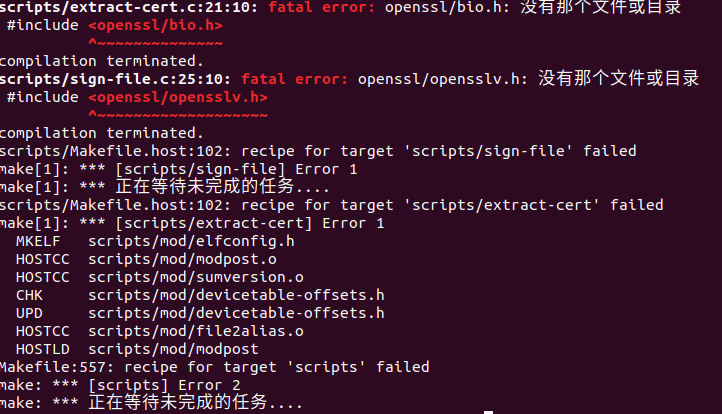 scripts/extract-cert.c:21:10: fatal error: openssl/bio.h: 没有那个文件或目录
 #include <openssl/bio.h>
          ^~~~~~~~~~~~~~~
compilation terminated.
scripts/sign-file.c:25:10: fatal error: openssl/opensslv.h: 没有那个文件或目录
 #include <openssl/opensslv.h>
          ^~~~~~~~~~~~~~~~~~~~
compilation terminated.
scripts/Makefile.host:102: recipe for target 'scripts/sign-file' failed
make[1]: *** [scripts/sign-file] Error 1
make[1]: *** 正在等待未完成的任务....
scripts/Makefile.host:102: recipe for target 'scripts/extract-cert' failed
make[1]: *** [scripts/extract-cert] Error 1
  MKELF   scripts/mod/elfconfig.h
  HOSTCC  scripts/mod/modpost.o
  HOSTCC  scripts/mod/sumversion.o
  CHK     scripts/mod/devicetable-offsets.h
  UPD     scripts/mod/devicetable-offsets.h
  HOSTCC  scripts/mod/file2alias.o
  HOSTLD  scripts/mod/modpost
Makefile:557: recipe for target 'scripts' failed
make: *** [scripts] Error 2
make: *** 正在等待未完成的任务....